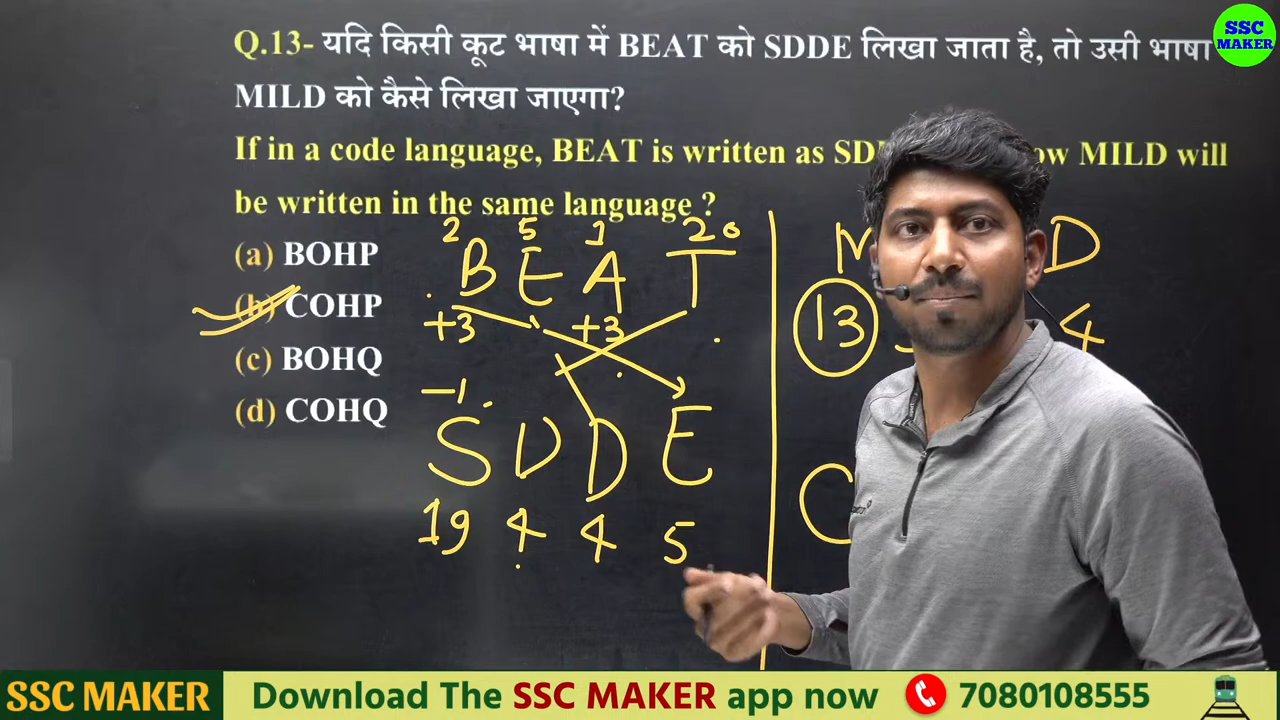 Q.13- यदि किसी कूट भाषा में BEAT को SDDE लिखा जाता है, तो उसी भाषा
MILD को कैसे लिखा जाएगा?
If in a code language, BEAT is written as ow MILD will
be written in the same language ?
(a) BOHP
(b) COHP
(c) BOHQ
(d) COHQ
2 5 1 20
B E A T
+3 +3
-1
S D D E
19 4 4 5
D
13 4
C
SSC
MAKER
SSC MAKER
Download The SSC MAKER app now 7080108555